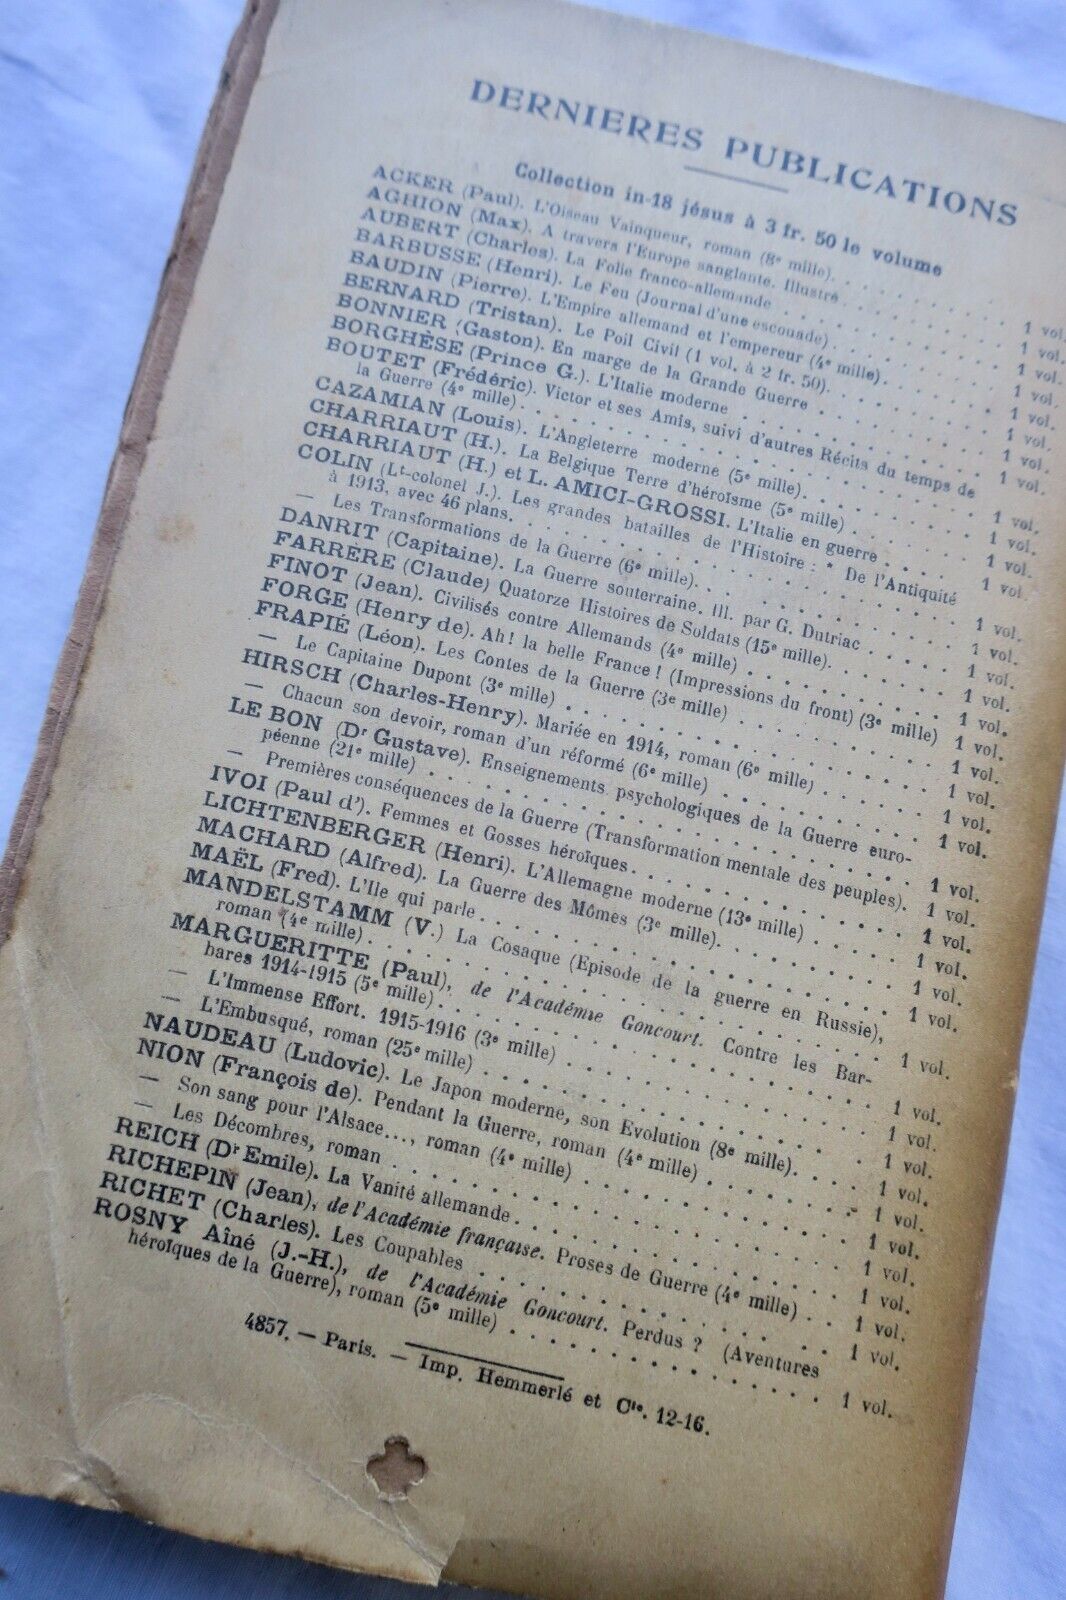 DERNIERES PUBLICATIONS
Collection in-18 jésus à 3 fr. 50 le volume
ACKER (Paul). L'Oiseau Vainqueur, roman (8e mille). . . . . . . . . 1 vol.
AGHION (Max). A travers l'Europe sanglante. Illustré . . . . . . . . 1 vol.
AUBERT (Charles). La Folie franco-allemande . . . . . . . . 1 vol.
BARBUSSE (Henri). Le Feu (Journal d'une escouade) . . . . . . . . 1 vol.
BAUDIN (Pierre). L'Empire allemand et l'empereur (4e mille). . . . . . 1 vol.
BERNARD (Tristan). Le Poil Civil (1 vol. à 2 fr. 50). . . . . . . . 1 vol.
BONNIER (Gaston). En marge de la Grande Guerre . . . . . . . . 1 vol.
BORGHÈSE (Prince G.). L'Italie moderne . . . . . . . . 1 vol.
BOUTET (Frédéric). Victor et ses Amis, suivi d'autres Récits du temps de
la Guerre (4e mille). . . . . . . . . 1 vol.
CAZAMIAN (Louis). L'Angleterre moderne (5e mille). . . . . . . . 1 vol.
CHARRIAUT (H.). La Belgique Terre d'héroïsme (5e mille) . . . . . . 1 vol.
CHARRIAUT (H.) et L. AMICI-GROSSI. L'Italie en guerre . . . . 1 vol.
COLIN (Lt-colonel J.). Les grandes batailles de l'Histoire : * De l'Antiquité
à 1913, avec 46 plans. . . . . . . . . 1 vol.
— Les Transformations de la Guerre (6e mille). . . . . . . . 1 vol.
DANRIT (Capitaine). La Guerre souterraine. Ill. par G. Dutriac . . . . . 1 vol.
FARRERE (Claude) Quatorze Histoires de Soldats (15e mille). . . . . . 1 vol.
FINOT (Jean). Civilisés contre Allemands (4e mille) . . . . . . . . 1 vol.
FORGE (Henry de). Ah! la belle France! (Impressions du front) (3e mille) 1 vol.
FRAPIÉ (Léon). Les Contes de la Guerre (3e mille) . . . . . . . . 1 vol.
— Le Capitaine Dupont (3e mille) . . . . . . . . 1 vol.
HIRSCH (Charles-Henry). Mariée en 1914, roman (6e mille) . . . . . . 1 vol.
— Chacun son devoir, roman d'un réformé (6e mille) . . . . . . . . 1 vol.
LE BON (Dr Gustave). Enseignements psychologiques de la Guerre euro-
péenne (21e mille) . . . . . . . . 1 vol.
— Premières conséquences de la Guerre (Transformation mentale des peuples). 1 vol.
IVOI (Paul d'). Femmes et Gosses héroïques. . . . . . . . 1 vol.
LICHTENBERGER (Henri). L'Allemagne moderne (13e mille) . . . . 1 vol.
MACHARD (Alfred). La Guerre des Mômes (3e mille). . . . . . . . 1 vol.
MAËL (Fred). L'Ile qui parle . . . . . . . . 1 vol.
MANDELSTAMM (V.) La Cosaque (Episode de la guerre en Russie),
roman (4e mille). . . . . . . . 1 vol.
MARGUERITTE (Paul), de l'Académie Goncourt. Contre les Bar-
bares 1914-1915 (5e mille). . . . . . . . 1 vol.
— L'Immense Effort. 1915-1916 (3e mille) . . . . . . . . 1 vol.
— L'Embusqué, roman (25e mille) . . . . . . . . 1 vol.
NAUDEAU (Ludovic). Le Japon moderne, son Evolution (8e mille). . . . 1 vol.
NION (François de). Pendant la Guerre, roman (4e mille) . . . . . . 1 vol.
— Son sang pour l'Alsace..., roman (4e mille) . . . . . . . . 1 vol.
— Les Décombres, roman . . . . . . . . 1 vol.
REICH (Dr Emile). La Vanité allemande. . . . . . . . 1 vol.
RICHEPIN (Jean), de l'Académie française. Proses de Guerre (4e mille) . . 1 vol.
RICHET (Charles). Les Coupables . . . . . . . . 1 vol.
ROSNY Aîné (J.-H.), de l'Académie Goncourt. Perdus ? (Aventures
héroïques de la Guerre), roman (5e mille) . . . . . . . . 1 vol.
4857. — Paris. — Imp. Hemmerlé et Cie. 12-16.